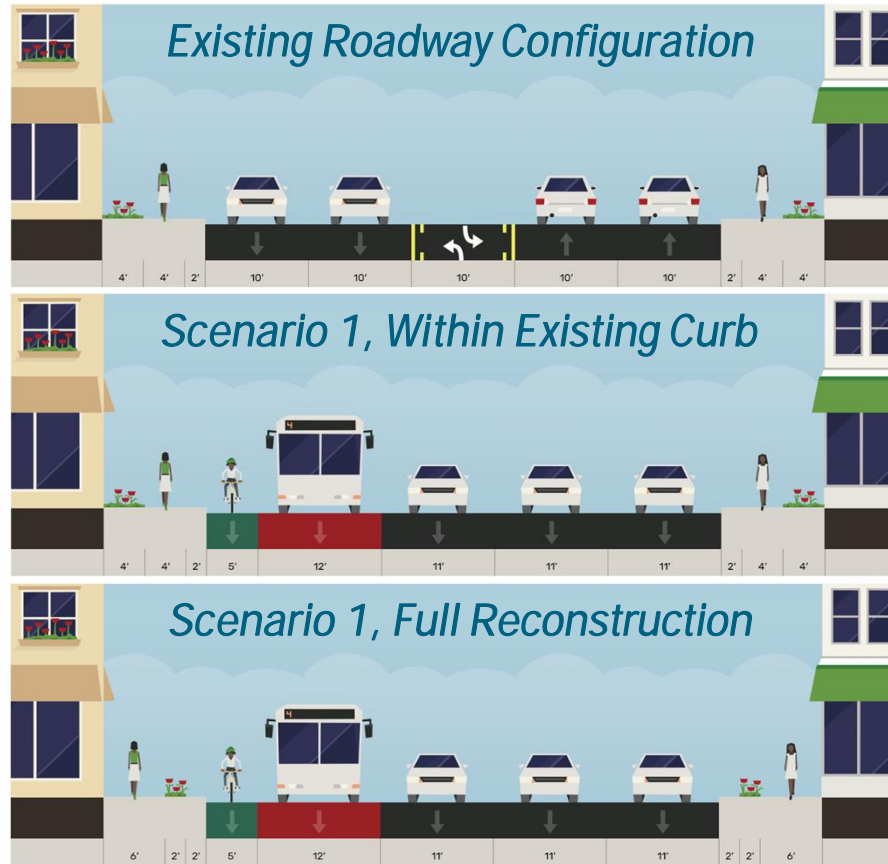 Existing Roadway Configuration
4' 4' 2' 10' 10' 10' 10' 10' 2' 4' 4'
Scenario 1, Within Existing Curb
4
4' 4' 2' 5' 12' 11' 11' 11' 2' 4' 4'
Scenario 1, Full Reconstruction
4
6' 2' 2' 5' 12' 11' 11' 11' 2' 2' 6'